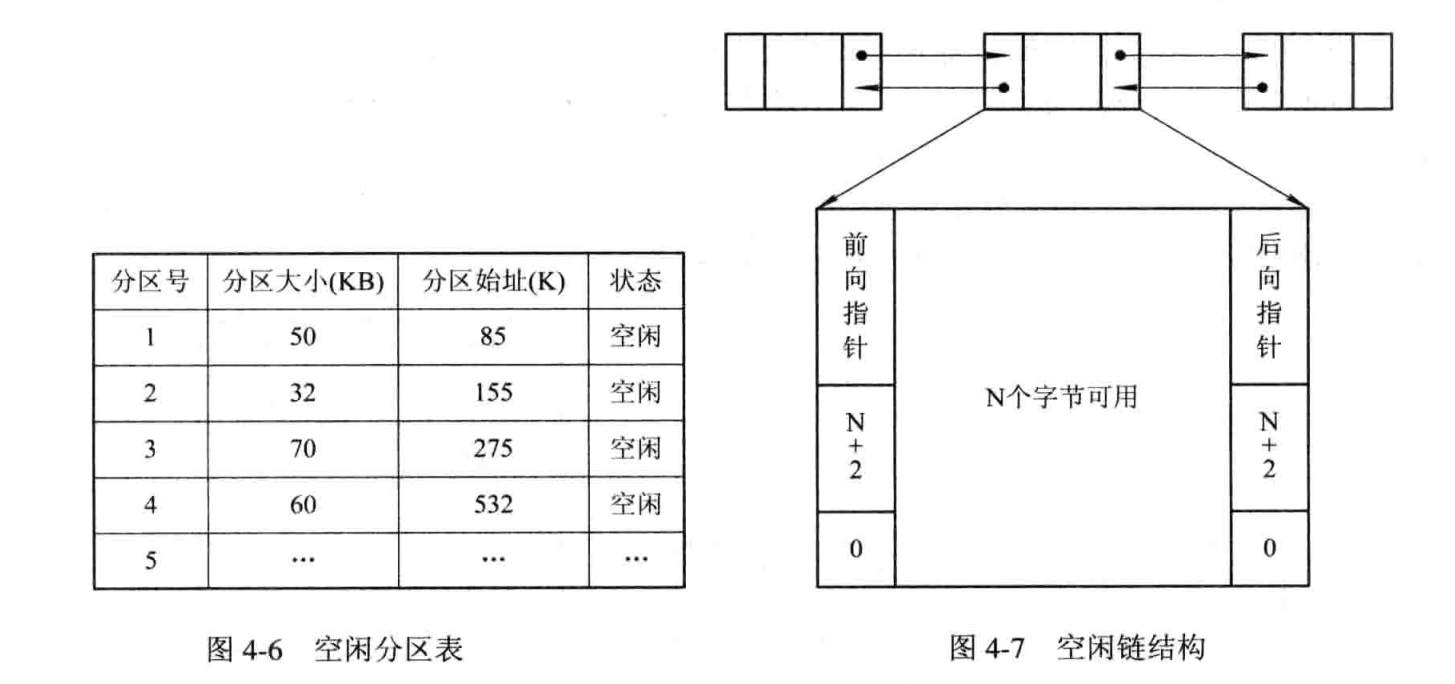 分区号 分区大小(KB) 分区始址(K) 状态
1 50 85 空闲
2 32 155 空闲
3 70 275 空闲
4 60 532 空闲
5 … … …
图 4-6 空闲分区表
前向指针
N+2
0
N个字节可用
后向指针
N+2
0
图 4-7 空闲链结构